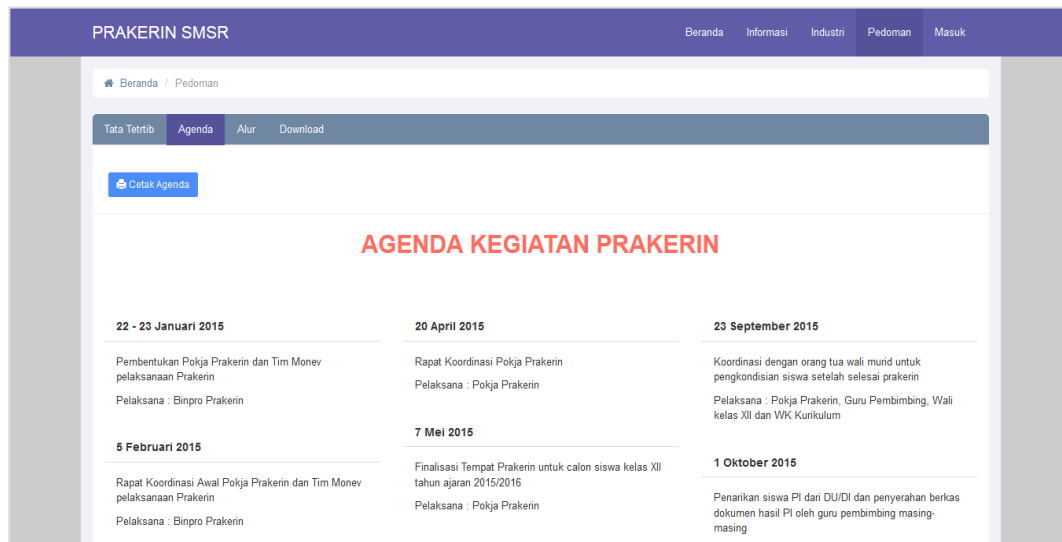 PRAKERIN SMSR
Beranda Informasi Industri Pedoman Masuk
Beranda / Pedoman
Tata Tetrtib Agenda Alur Download
Cetak Agenda
AGENDA KEGIATAN PRAKERIN
22 - 23 Januari 2015
Pembentukan Pokja Prakerin dan Tim Monev
pelaksanaan Prakerin
Pelaksana : Binpro Prakerin
5 Februari 2015
Rapat Koordinasi Awal Pokja Prakerin dan Tim Monev
pelaksanaan Prakerin
Pelaksana : Binpro Prakerin
20 April 2015
Rapat Koordinasi Pokja Prakerin
Pelaksana : Pokja Prakerin
7 Mei 2015
Finalisasi Tempat Prakerin untuk calon siswa kelas XII
tahun ajaran 2015/2016
Pelaksana : Pokja Prakerin
23 September 2015
Koordinasi dengan orang tua wali murid untuk
pengkondisian siswa setelah selesai prakerin
Pelaksana : Pokja Prakerin, Guru Pembimbing, Wali
kelas XII dan WK Kurikulum
1 Oktober 2015
Penarikan siswa PI dari DU/DI dan penyerahan berkas
dokumen hasil PI oleh guru pembimbing masing-
masing